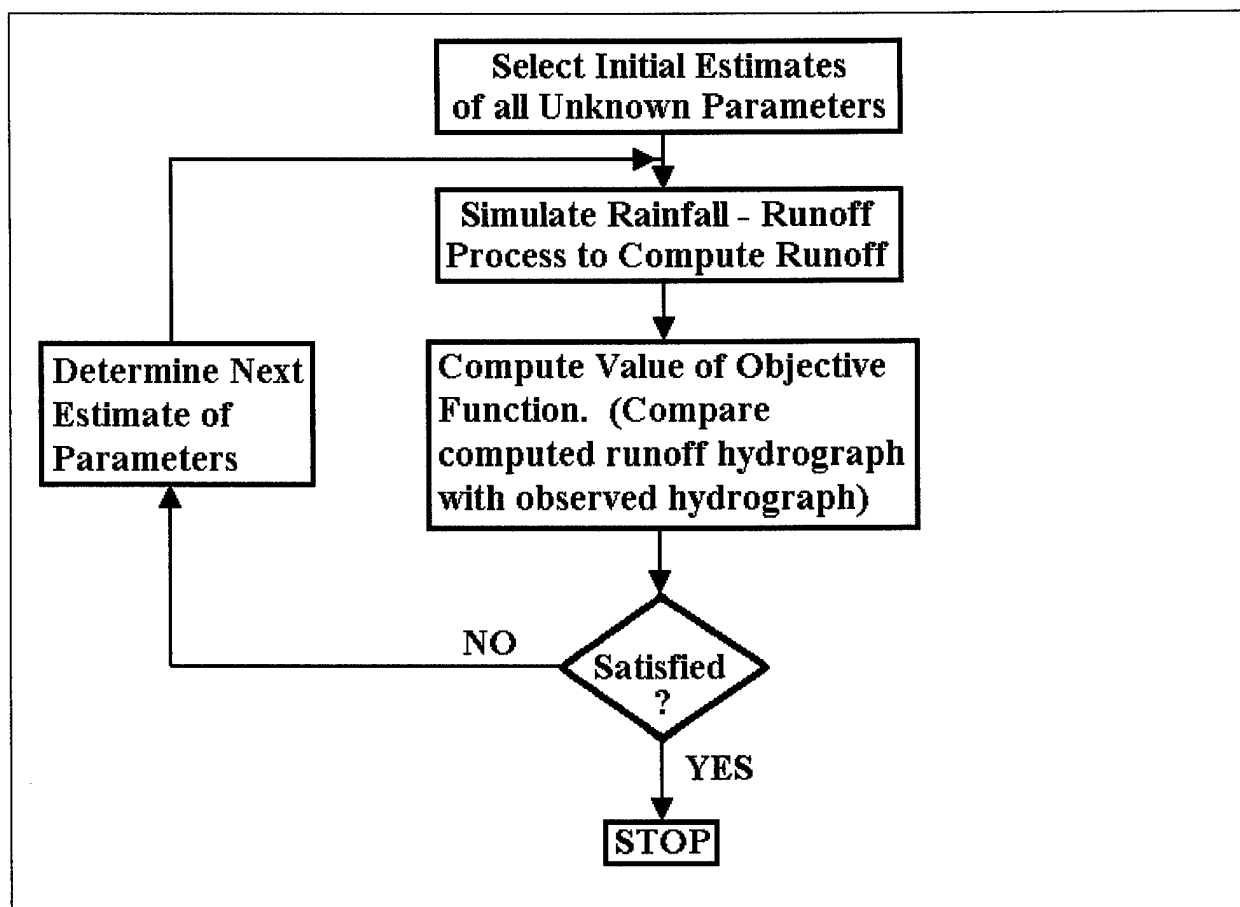 Select Initial Estimates
of all Unknown Parameters
Simulate Rainfall - Runoff
Process to Compute Runoff
Compute Value of Objective
Function. (Compare
computed runoff hydrograph
with observed hydrograph)
Determine Next
Estimate of
Parameters
NO
Satisfied
?
YES
STOP